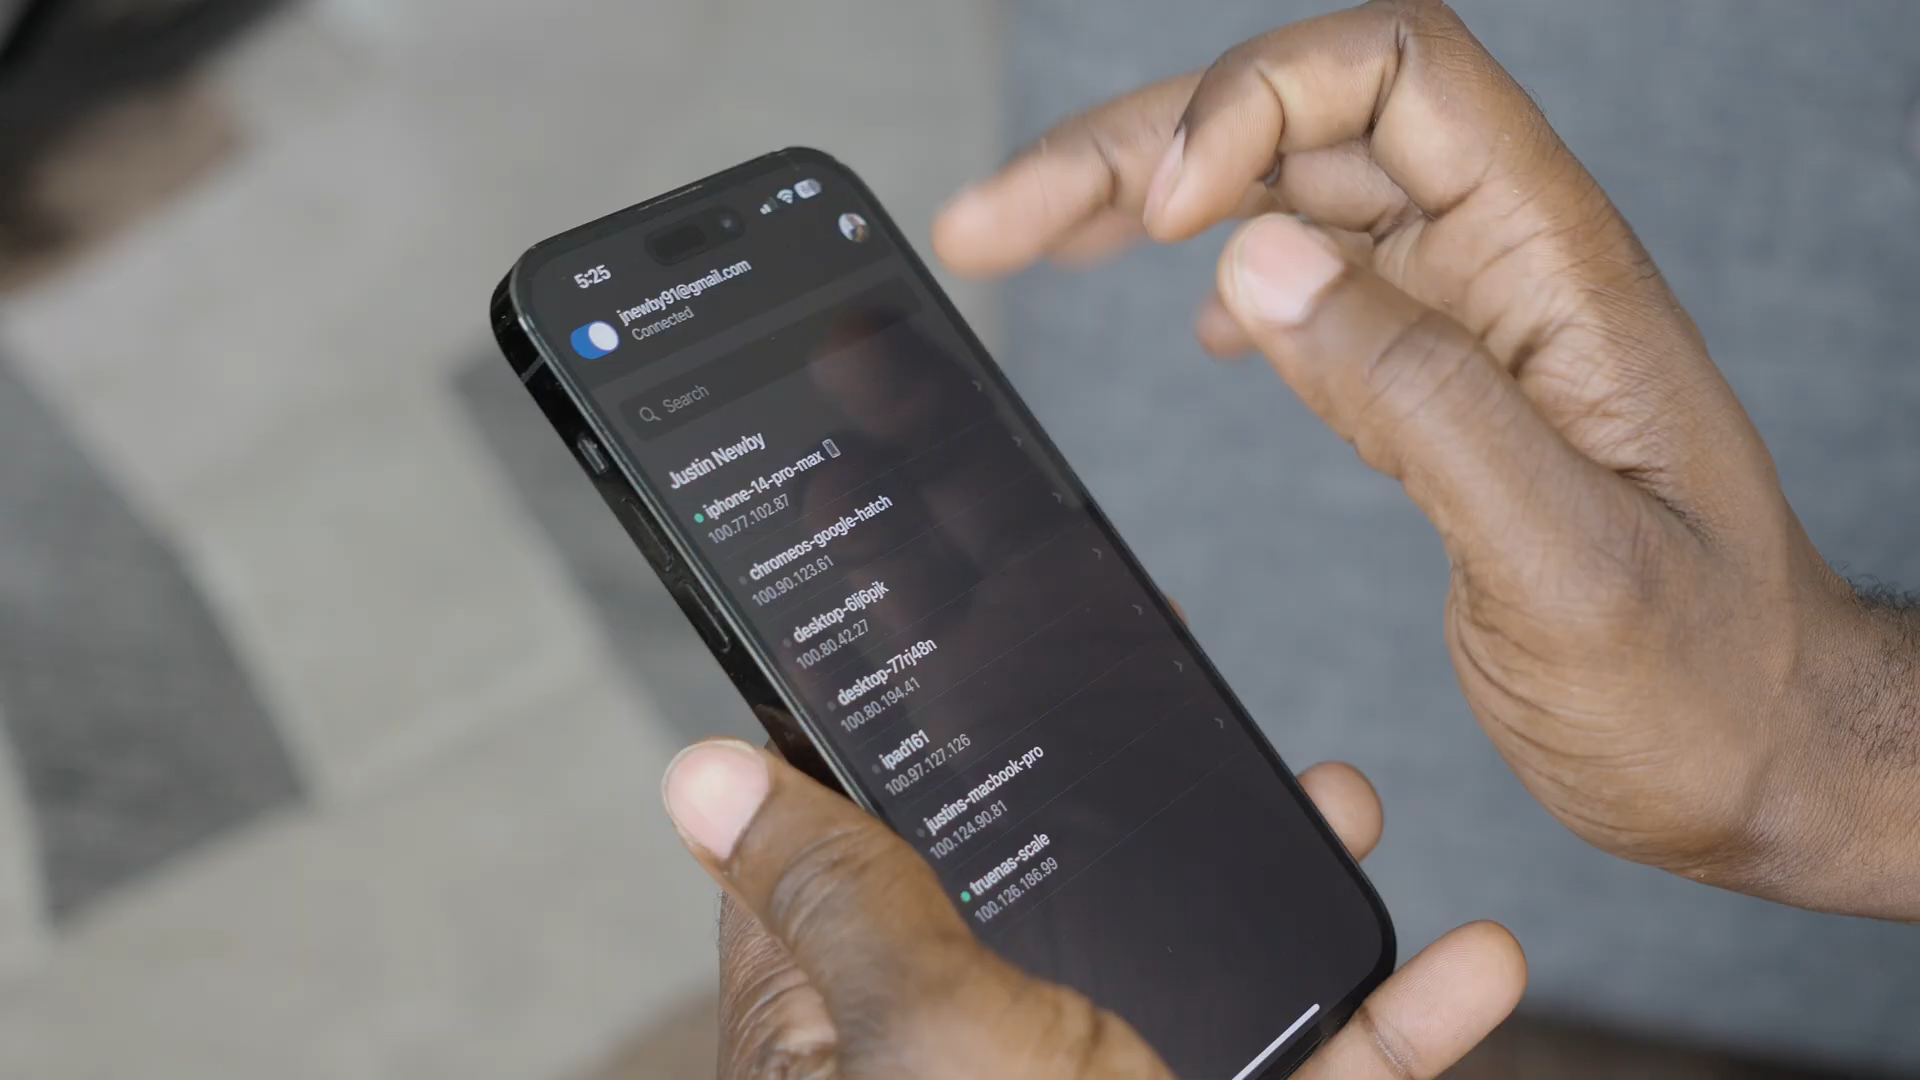 5:25
jnewby91@gmail.com
Connected
Search
Justin Newby
iphone-14-pro-max
100.77.102.87
chromeos-google-hatch
100.90.123.61
desktop-6lj6pjk
100.80.42.27
desktop-77rj48n
100.80.194.41
ipad161
100.97.127.126
justins-macbook-pro
100.124.90.81
truenas-scale
100.126.186.99